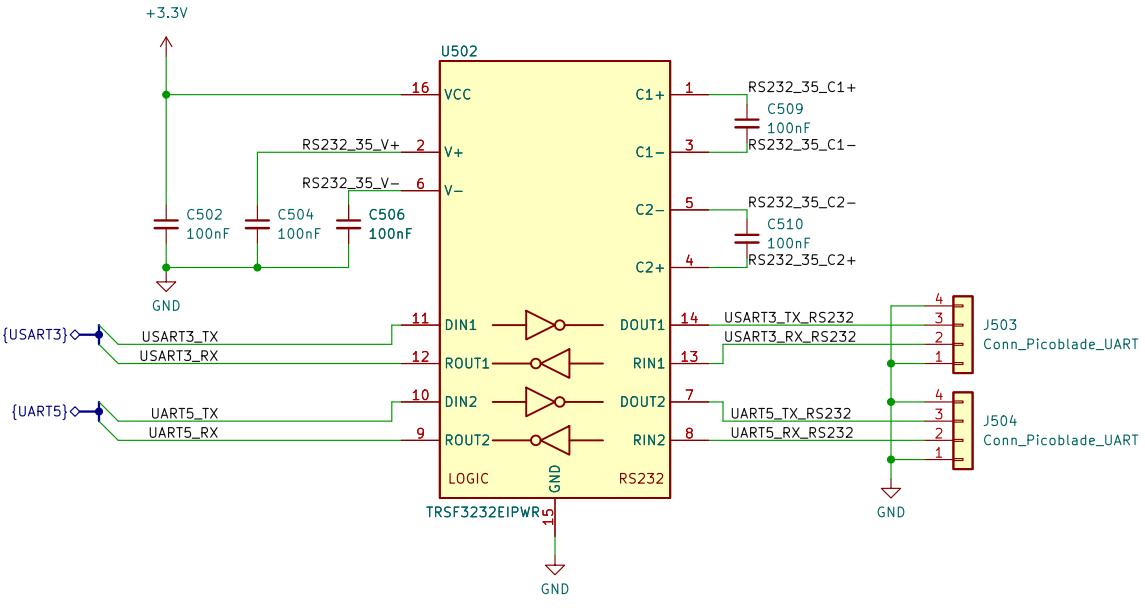 +3.3V
U502
16
VCC
C1+
1
RS232_35_C1+
C509
100nF
RS232_35_V+
2
V+
C1-
3
RS232_35_C1-
RS232_35_V-
6
V-
C2-
5
RS232_35_C2-
C502
100nF
C504
100nF
C506
100nF
C510
100nF
C2+
4
RS232_35_C2+
GND
{USART3}
USART3_TX
11
DIN1
DOUT1
14
USART3_TX_RS232
USART3_RX
12
ROUT1
RIN1
13
USART3_RX_RS232
4
3
2
1
J503
Conn_Picoblade_UART
{UART5}
UART5_TX
10
DIN2
DOUT2
7
UART5_TX_RS232
UART5_RX
9
ROUT2
RIN2
8
UART5_RX_RS232
4
3
2
1
J504
Conn_Picoblade_UART
LOGIC
GND
RS232
TRSF3232EIPWR
15
GND
GND